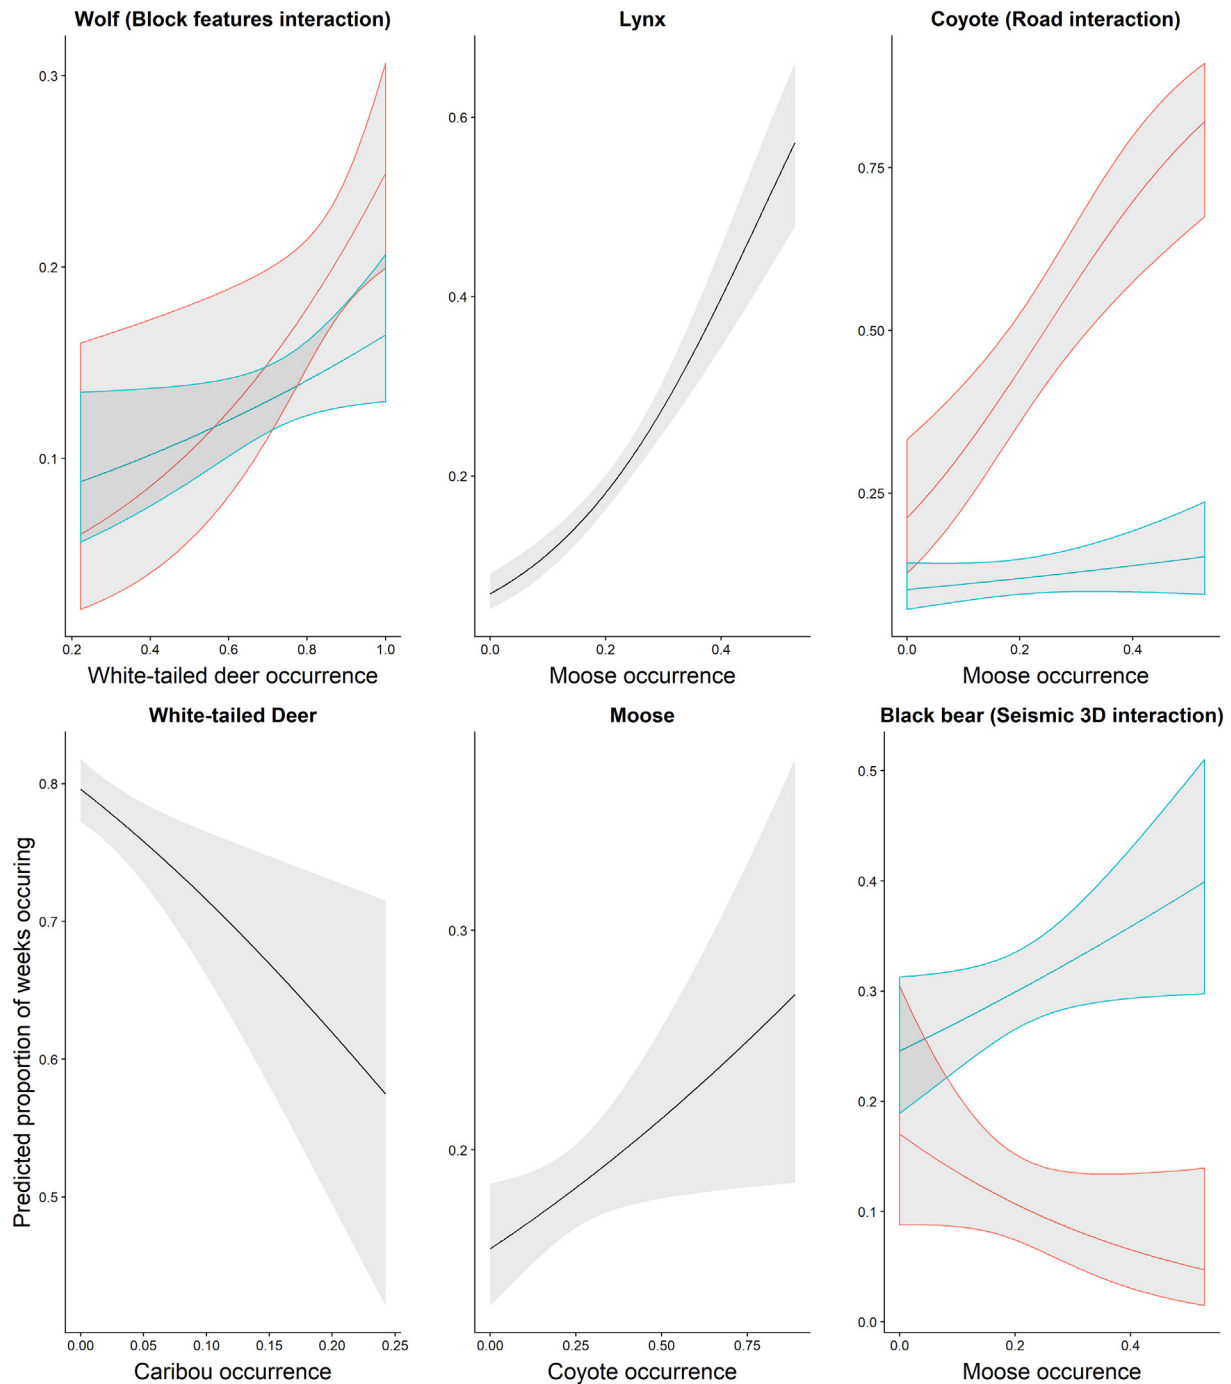 Wolf (Block features interaction)
0.3
0.2
0.1
0.2 0.4 0.6 0.8 1.0
White-tailed deer occurrence
Lynx
0.6
0.4
0.2
0.0 0.2 0.4
Moose occurrence
Coyote (Road interaction)
0.75
0.50
0.25
0.0 0.2 0.4
Moose occurrence
Predicted proportion of weeks occuring
White-tailed Deer
0.8
0.7
0.6
0.5
0.00 0.05 0.10 0.15 0.20 0.25
Caribou occurrence
Moose
0.3
0.2
0.00 0.25 0.50 0.75
Coyote occurrence
Black bear (Seismic 3D interaction)
0.5
0.4
0.3
0.2
0.1
0.0
0.0 0.2 0.4
Moose occurrence